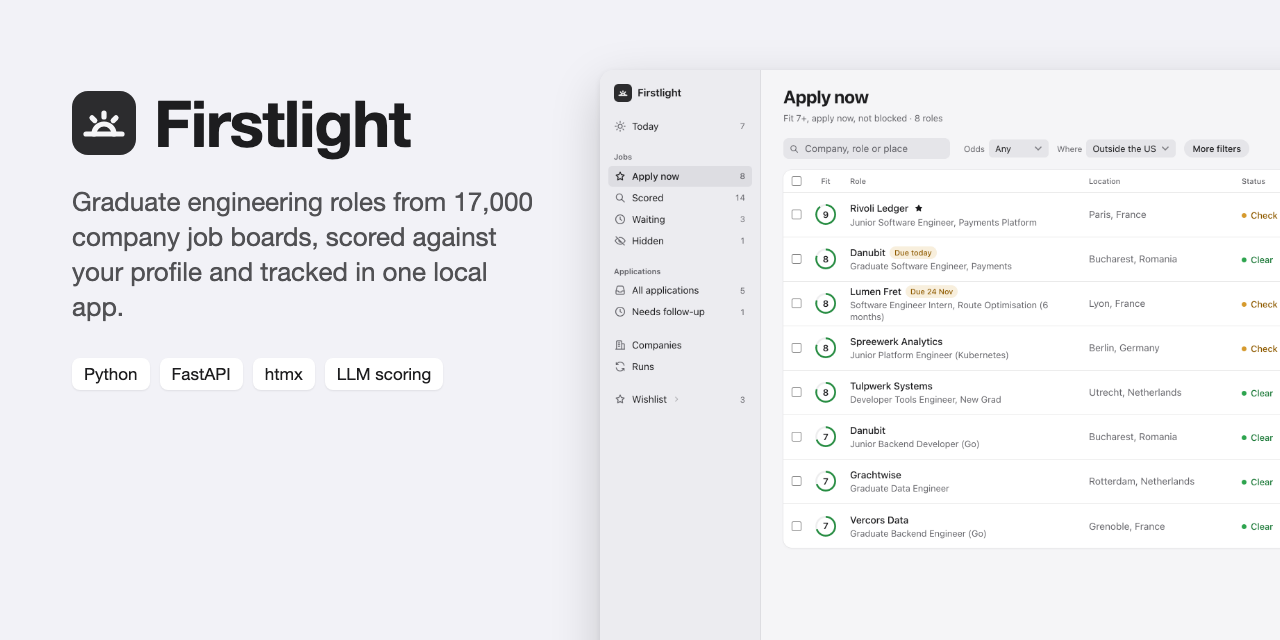 Firstlight
Graduate engineering roles from 17,000
company job boards, scored against
your profile and tracked in one local
app.
Python FastAPI htmx LLM scoring
Firstlight
Today 7
Jobs
Apply now 8
Scored 14
Waiting 3
Hidden 1
Applications
All applications 5
Needs follow-up 1
Companies
Runs
Wishlist 3
Apply now
Fit 7+, apply now, not blocked · 8 roles
Company, role or place Odds Any Where Outside the US More filters
Fit Role Location Status
9 Rivoli Ledger Paris, France Check
Junior Software Engineer, Payments Platform
8 Danubit Due today Bucharest, Romania Clear
Graduate Software Engineer, Payments
8 Lumen Fret Due 24 Nov Lyon, France Check
Software Engineer Intern, Route Optimisation (6
months)
8 Spreewerk Analytics Berlin, Germany Check
Junior Platform Engineer (Kubernetes)
8 Tulpwerk Systems Utrecht, Netherlands Clear
Developer Tools Engineer, New Grad
7 Danubit Bucharest, Romania Clear
Junior Backend Developer (Go)
7 Grachtwise Rotterdam, Netherlands Clear
Graduate Data Engineer
7 Vercors Data Grenoble, France Clear
Graduate Backend Engineer (Go)